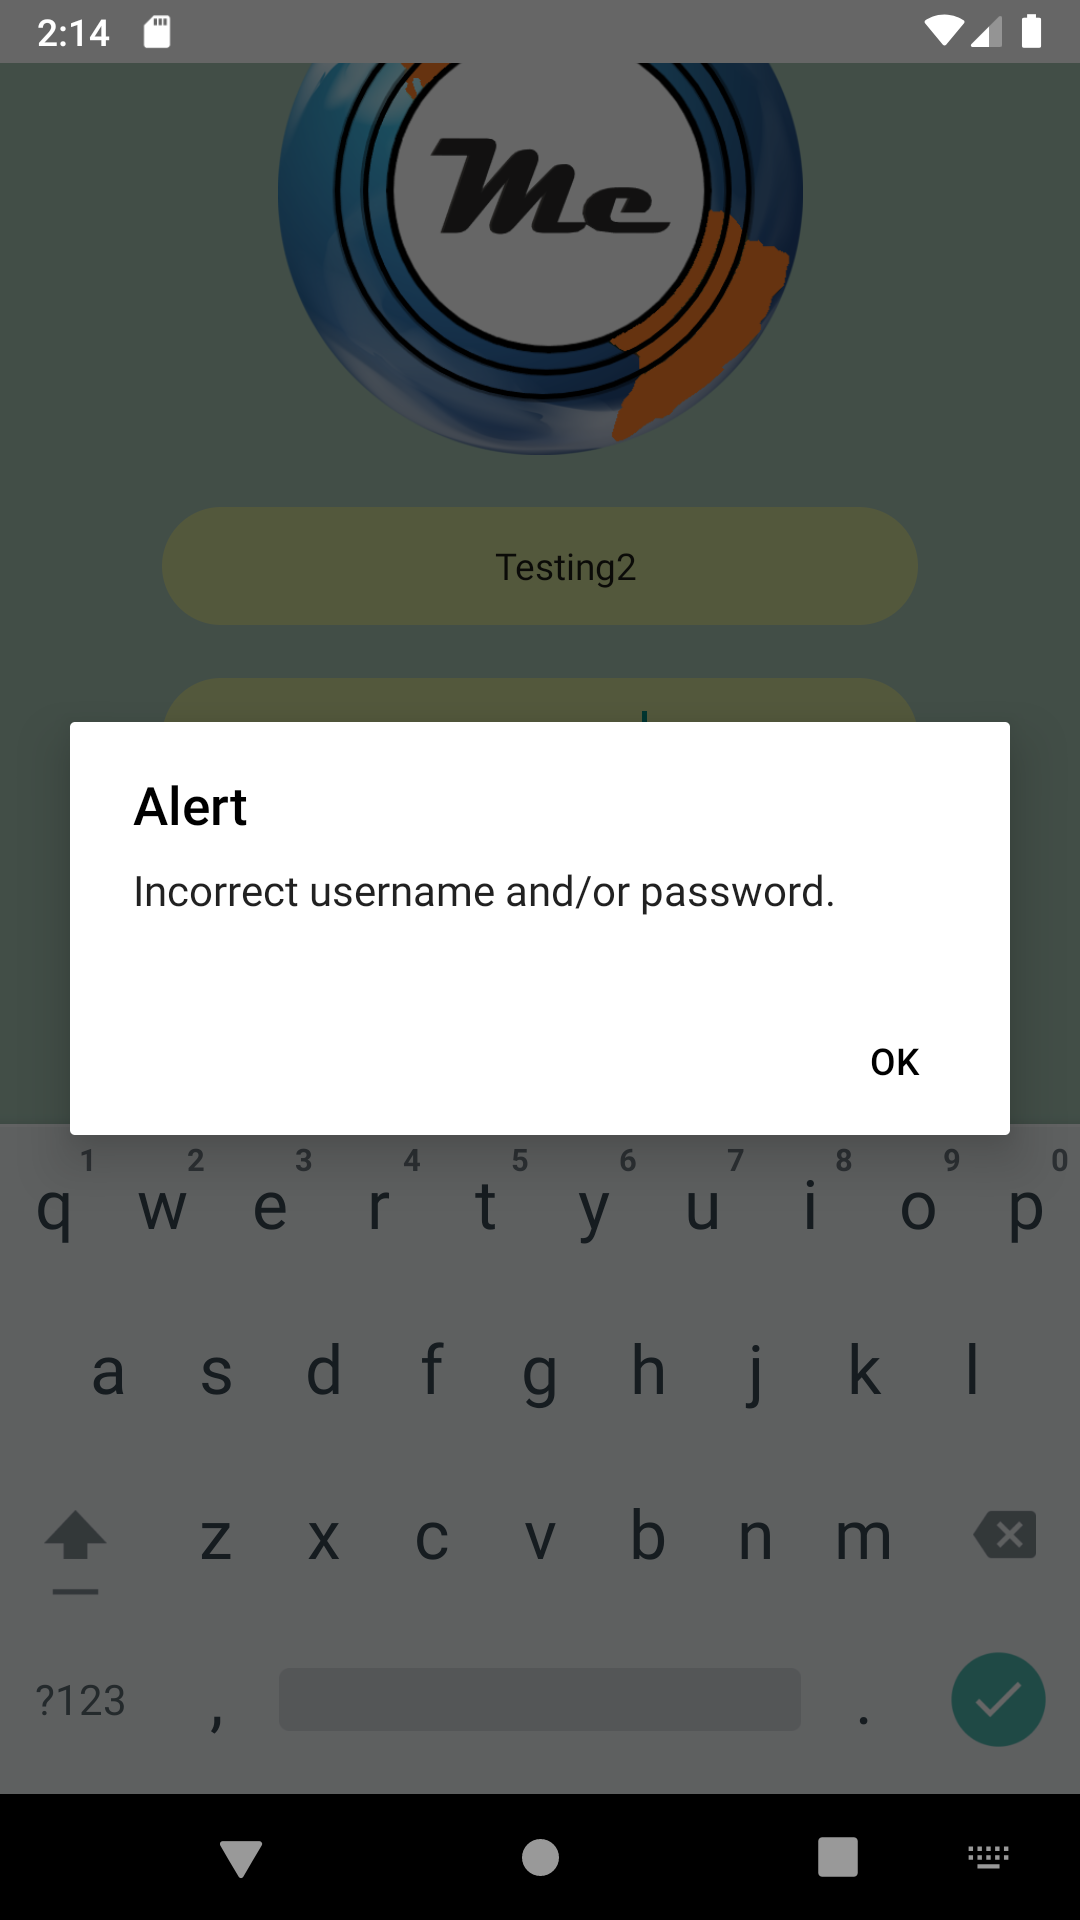 2:14
Me
Testing2
Alert
Incorrect username and/or password.
OK
1 2 3 4 5 6 7 8 9 0
q w e r t y u i o p
a s d f g h j k l
z x c v b n m
?123 , .